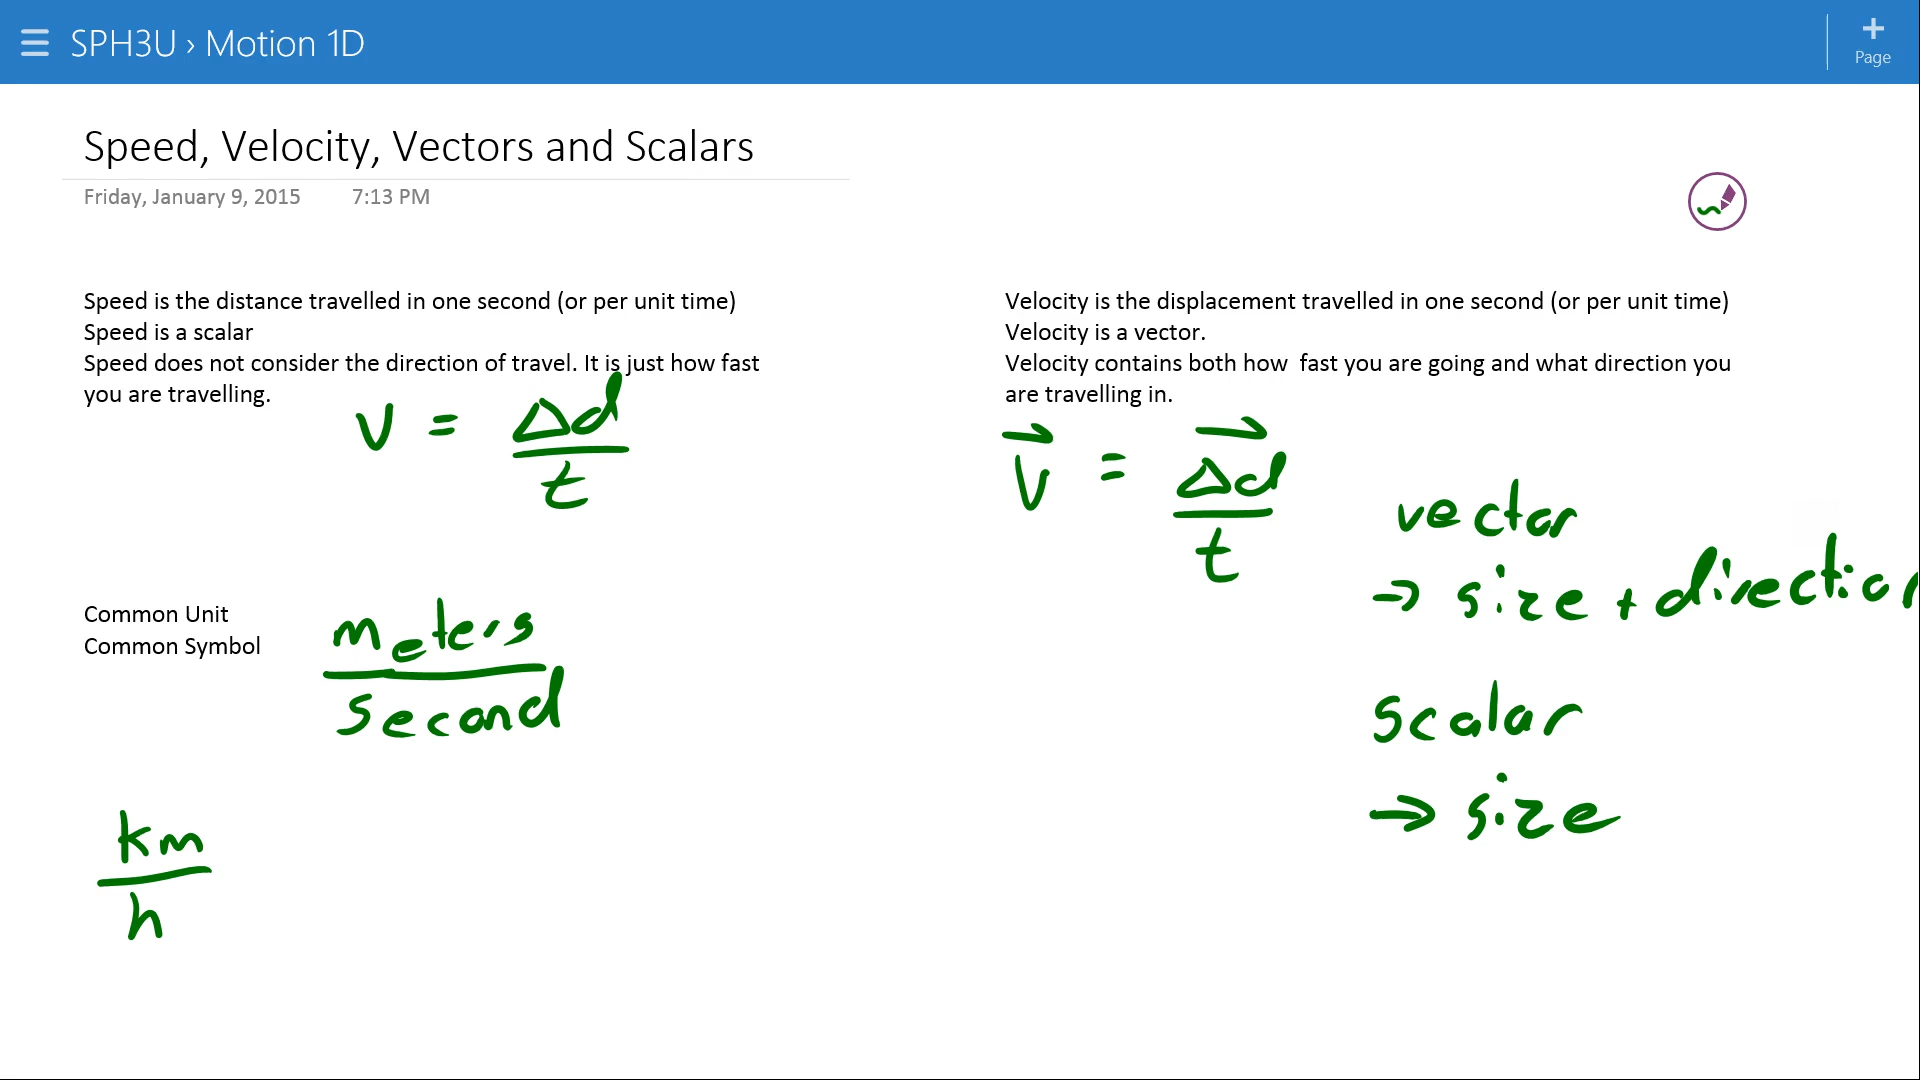 SPH3U › Motion 1D
+
Page
Speed, Velocity, Vectors and Scalars
Friday, January 9, 2015 7:13 PM
Speed is the distance travelled in one second (or per unit time)
Speed is a scalar
Speed does not consider the direction of travel. It is just how fast
you are travelling.
v = Δd
t
Common Unit
Common Symbol
meters
second
km
h
Velocity is the displacement travelled in one second (or per unit time)
Velocity is a vector.
Velocity contains both how  fast you are going and what direction you
are travelling in.
v⃗ = Δd⃗
t
vector
→ size + direction
scalar
→ size